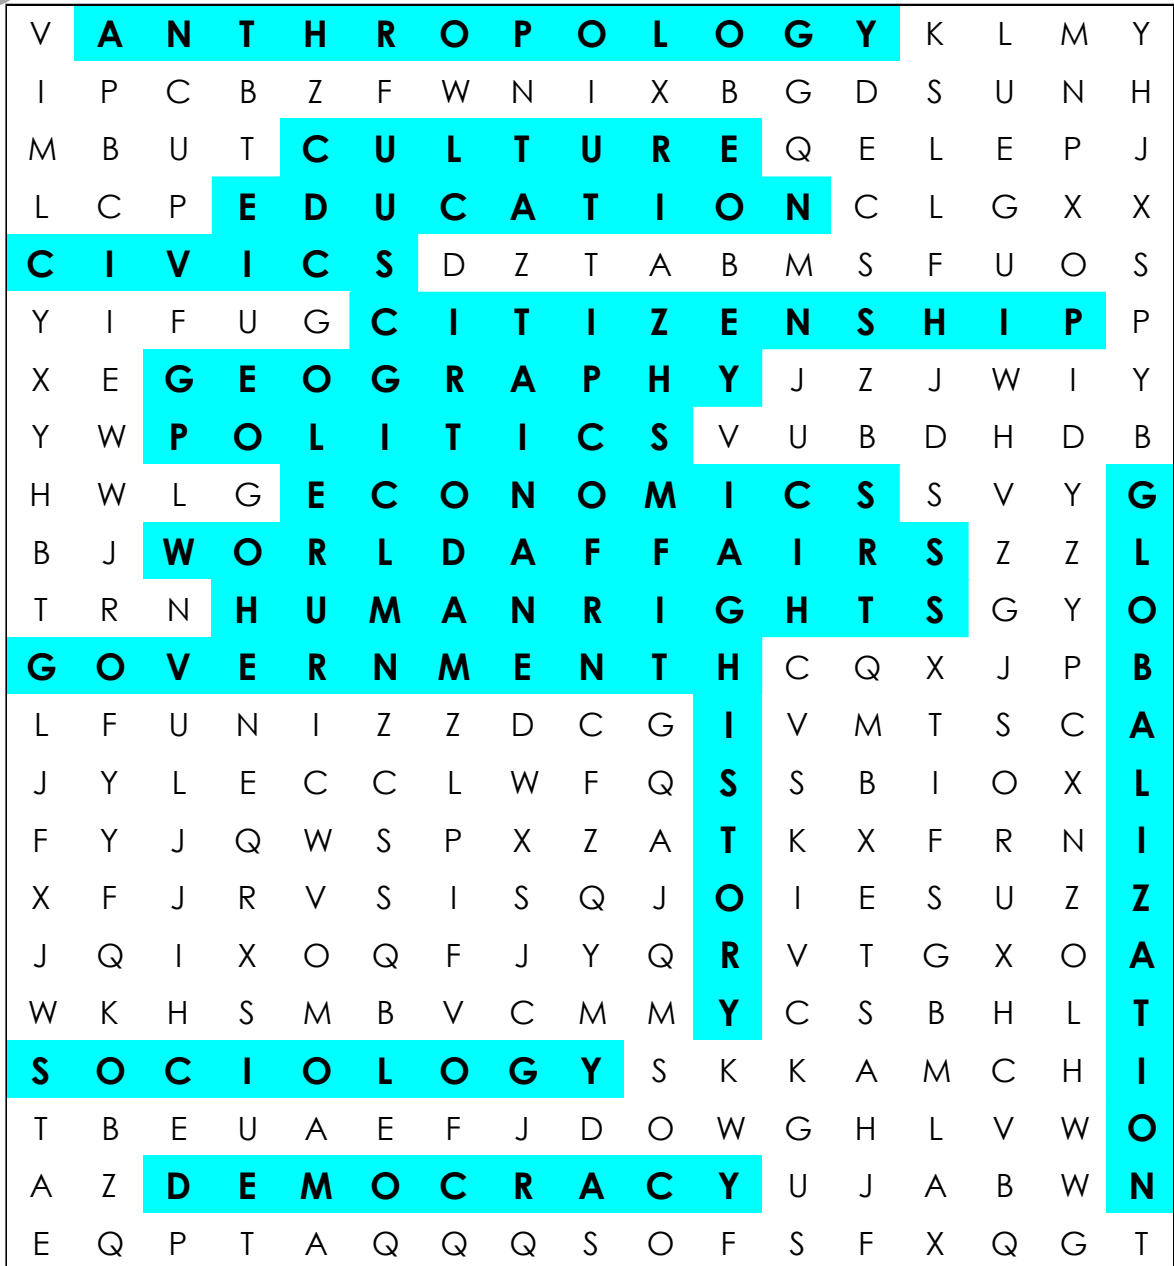 V A N T H R O P O L O G Y K L M Y
I P C B Z F W N I X B G D S U N H
M B U T C U L T U R E Q E L E P J
L C P E D U C A T I O N C L G X X
C I V I C S D Z T A B M S F U O S
Y I F U G C I T I Z E N S H I P P
X E G E O G R A P H Y J Z J W I Y
Y W P O L I T I C S V U B D H D B
H W L G E C O N O M I C S S V Y G
B J W O R L D A F F A I R S Z Z L
T R N H U M A N R I G H T S G Y O
G O V E R N M E N T H C Q X J P B
L F U N I Z Z D C G I V M T S C A
J Y L E C C L W F Q S S B I O X L
F Y J Q W S P X Z A T K X F R N I
X F J R V S I S Q J O I E S U Z Z
J Q I X O Q F J Y Q R V T G X O A
W K H S M B V C M M Y C S B H L T
S O C I O L O G Y S K K A M C H I
T B E U A E F J D O W G H L V W O
A Z D E M O C R A C Y U J A B W N
E Q P T A Q Q Q S O F S F X Q G T